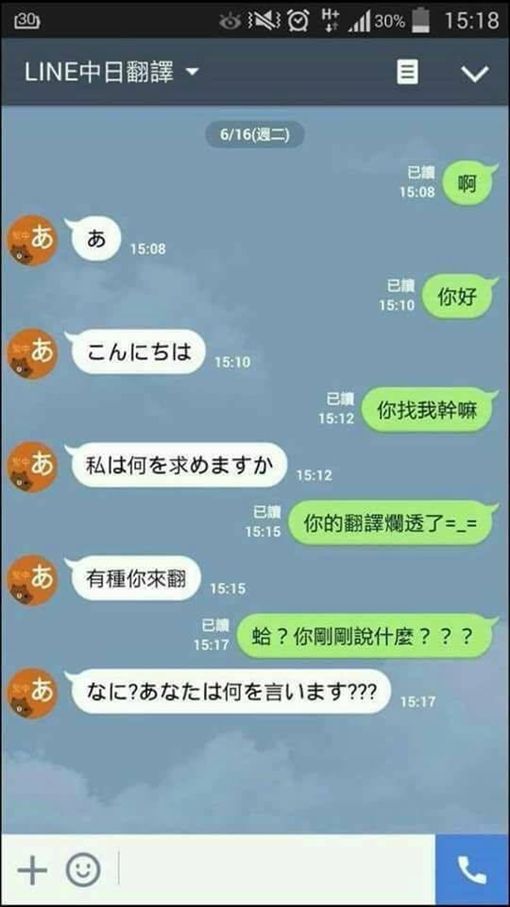 30
H+
30%
15:18
LINE中日翻譯
6/16(週二)
已讀
15:08
啊
あ
あ
15:08
已讀
15:10
你好
あ
こんにちは
15:10
已讀
15:12
你找我幹嘛
あ
私は何を求めますか
15:12
已讀
15:15
你的翻譯爛透了=_=
あ
有種你來翻
15:15
已讀
15:17
蛤？你剛剛說什麼？？？
あ
なに?あなたは何を言います???
15:17